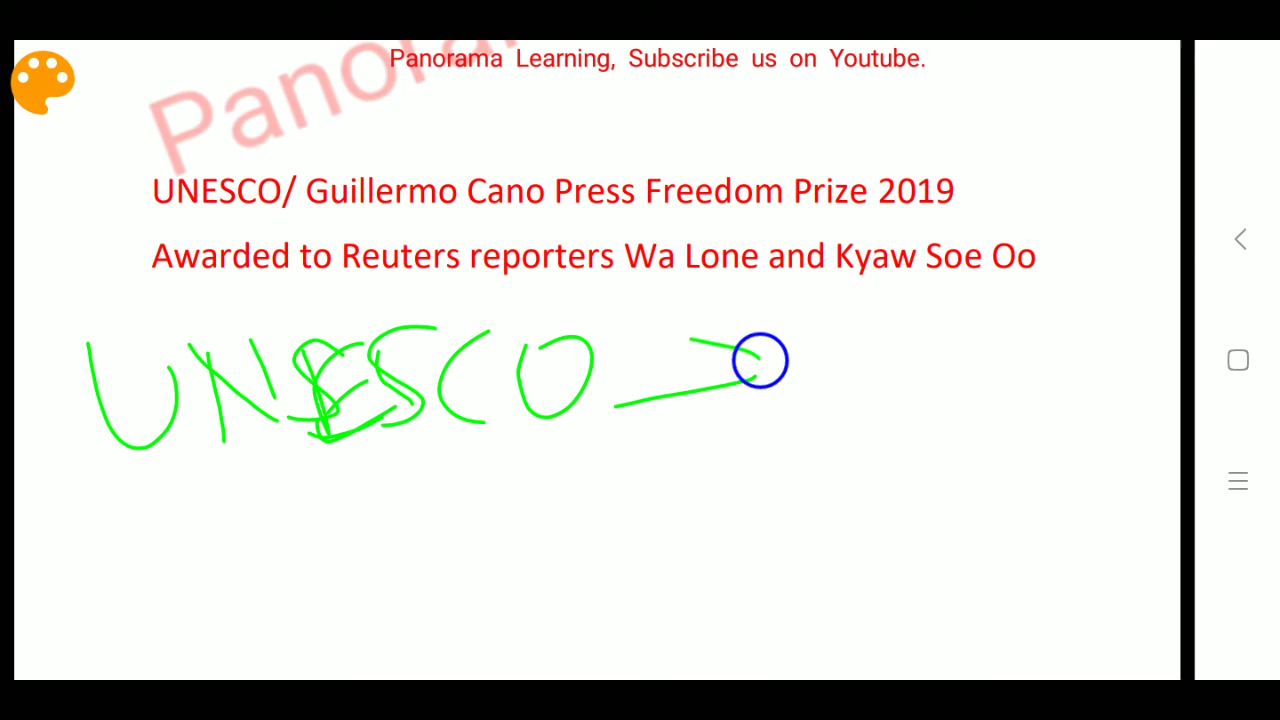 Panorama Learning, Subscribe us on Youtube.
UNESCO/ Guillermo Cano Press Freedom Prize 2019
Awarded to Reuters reporters Wa Lone and Kyaw Soe Oo
UNESCO